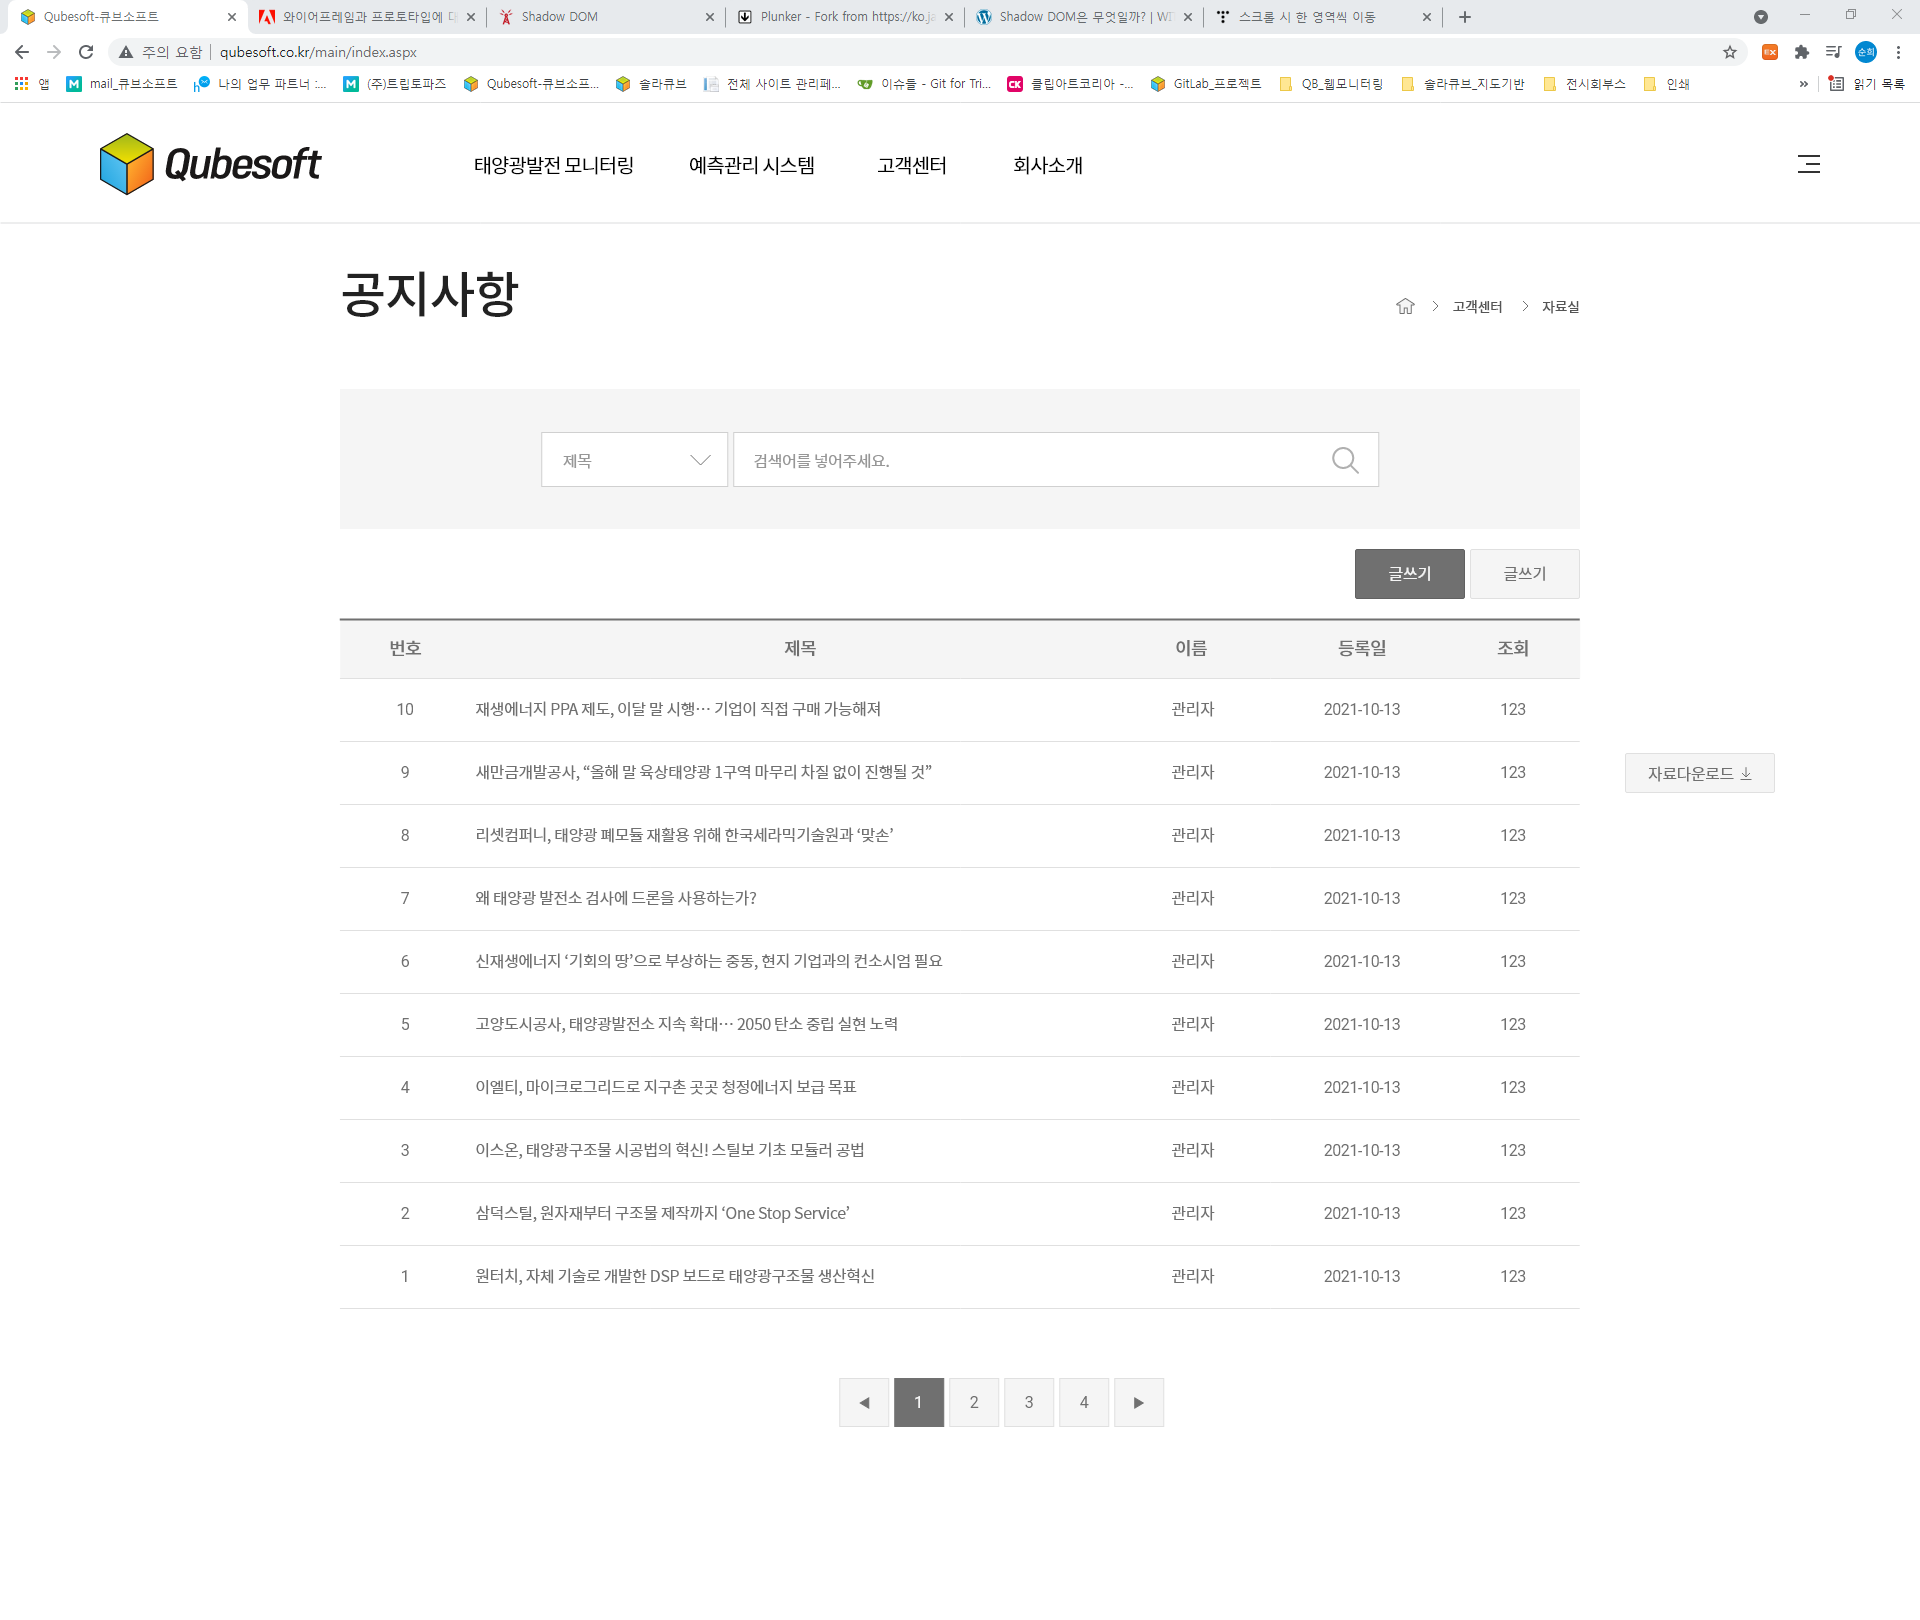 Qubesoft-큐브소프트
와이어프레임과 프로토타입에 대
Shadow DOM
Plunker - Fork from https://ko.ja
Shadow DOM은 무엇일까? | WI
스크롤 시 한 영역씩 이동
주의 요함 qubesoft.co.kr/main/index.aspx
순희
앱 mail_큐브소프트 나의 업무 파트너 :... (주)트립토파즈 Qubesoft-큐브소프... 솔라큐브 전체 사이트 관리페... 이슈들 - Git for Tri... 클립아트코리아 -... GitLab_프로젝트 QB_웹모니터링 솔라큐브_지도기반 전시회부스 인쇄 » 읽기 목록
Qubesoft 태양광발전 모니터링 예측관리 시스템 고객센터 회사소개
공지사항
고객센터 자료실
제목 검색어를 넣어주세요.
글쓰기 글쓰기
번호 제목 이름 등록일 조회
10 재생에너지 PPA 제도, 이달 말 시행… 기업이 직접 구매 가능해져 관리자 2021-10-13 123
9 새만금개발공사, “올해 말 육상태양광 1구역 마무리 차질 없이 진행될 것” 관리자 2021-10-13 123
자료다운로드
8 리셋컴퍼니, 태양광 폐모듈 재활용 위해 한국세라믹기술원과 ‘맞손’ 관리자 2021-10-13 123
7 왜 태양광 발전소 검사에 드론을 사용하는가? 관리자 2021-10-13 123
6 신재생에너지 ‘기회의 땅’으로 부상하는 중동, 현지 기업과의 컨소시엄 필요 관리자 2021-10-13 123
5 고양도시공사, 태양광발전소 지속 확대… 2050 탄소 중립 실현 노력 관리자 2021-10-13 123
4 이엘티, 마이크로그리드로 지구촌 곳곳 청정에너지 보급 목표 관리자 2021-10-13 123
3 이스온, 태양광구조물 시공법의 혁신! 스틸보 기초 모듈러 공법 관리자 2021-10-13 123
2 삼덕스틸, 원자재부터 구조물 제작까지 ‘One Stop Service’ 관리자 2021-10-13 123
1 원터치, 자체 기술로 개발한 DSP 보드로 태양광구조물 생산혁신 관리자 2021-10-13 123
◀ 1 2 3 4 ▶